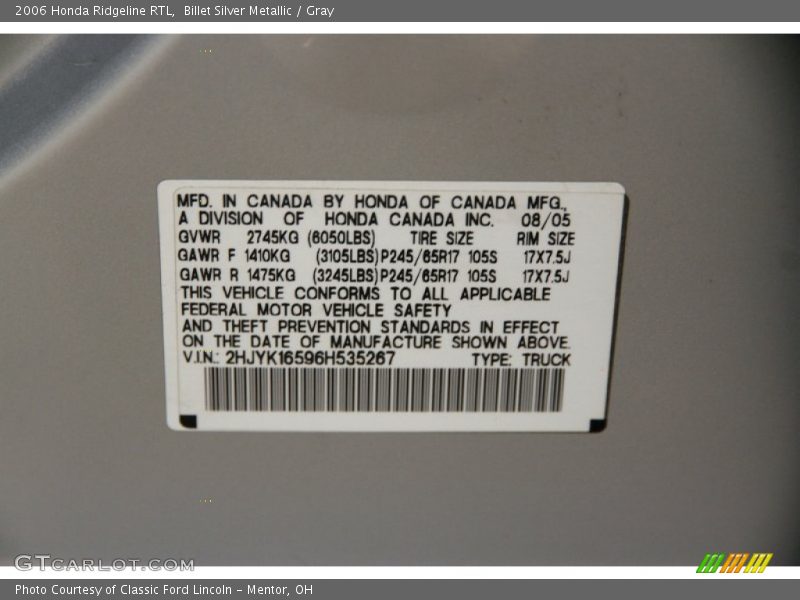 2006 Honda Ridgeline RTL, Billet Silver Metallic / Gray
MFD. IN CANADA BY HONDA OF CANADA MFG.,
A DIVISION OF HONDA CANADA INC. 08/05
GVWR 2745KG (6050LBS) TIRE SIZE RIM SIZE
GAWR F 1410KG (3105LBS) P245/65R17 105S 17X7.5J
GAWR R 1475KG (3245LBS) P245/65R17 105S 17X7.5J
THIS VEHICLE CONFORMS TO ALL APPLICABLE
FEDERAL MOTOR VEHICLE SAFETY
AND THEFT PREVENTION STANDARDS IN EFFECT
ON THE DATE OF MANUFACTURE SHOWN ABOVE.
V.I.N.: 2HJYK16596H535267 TYPE: TRUCK
GTCARLOT.COM
Photo Courtesy of Classic Ford Lincoln - Mentor, OH